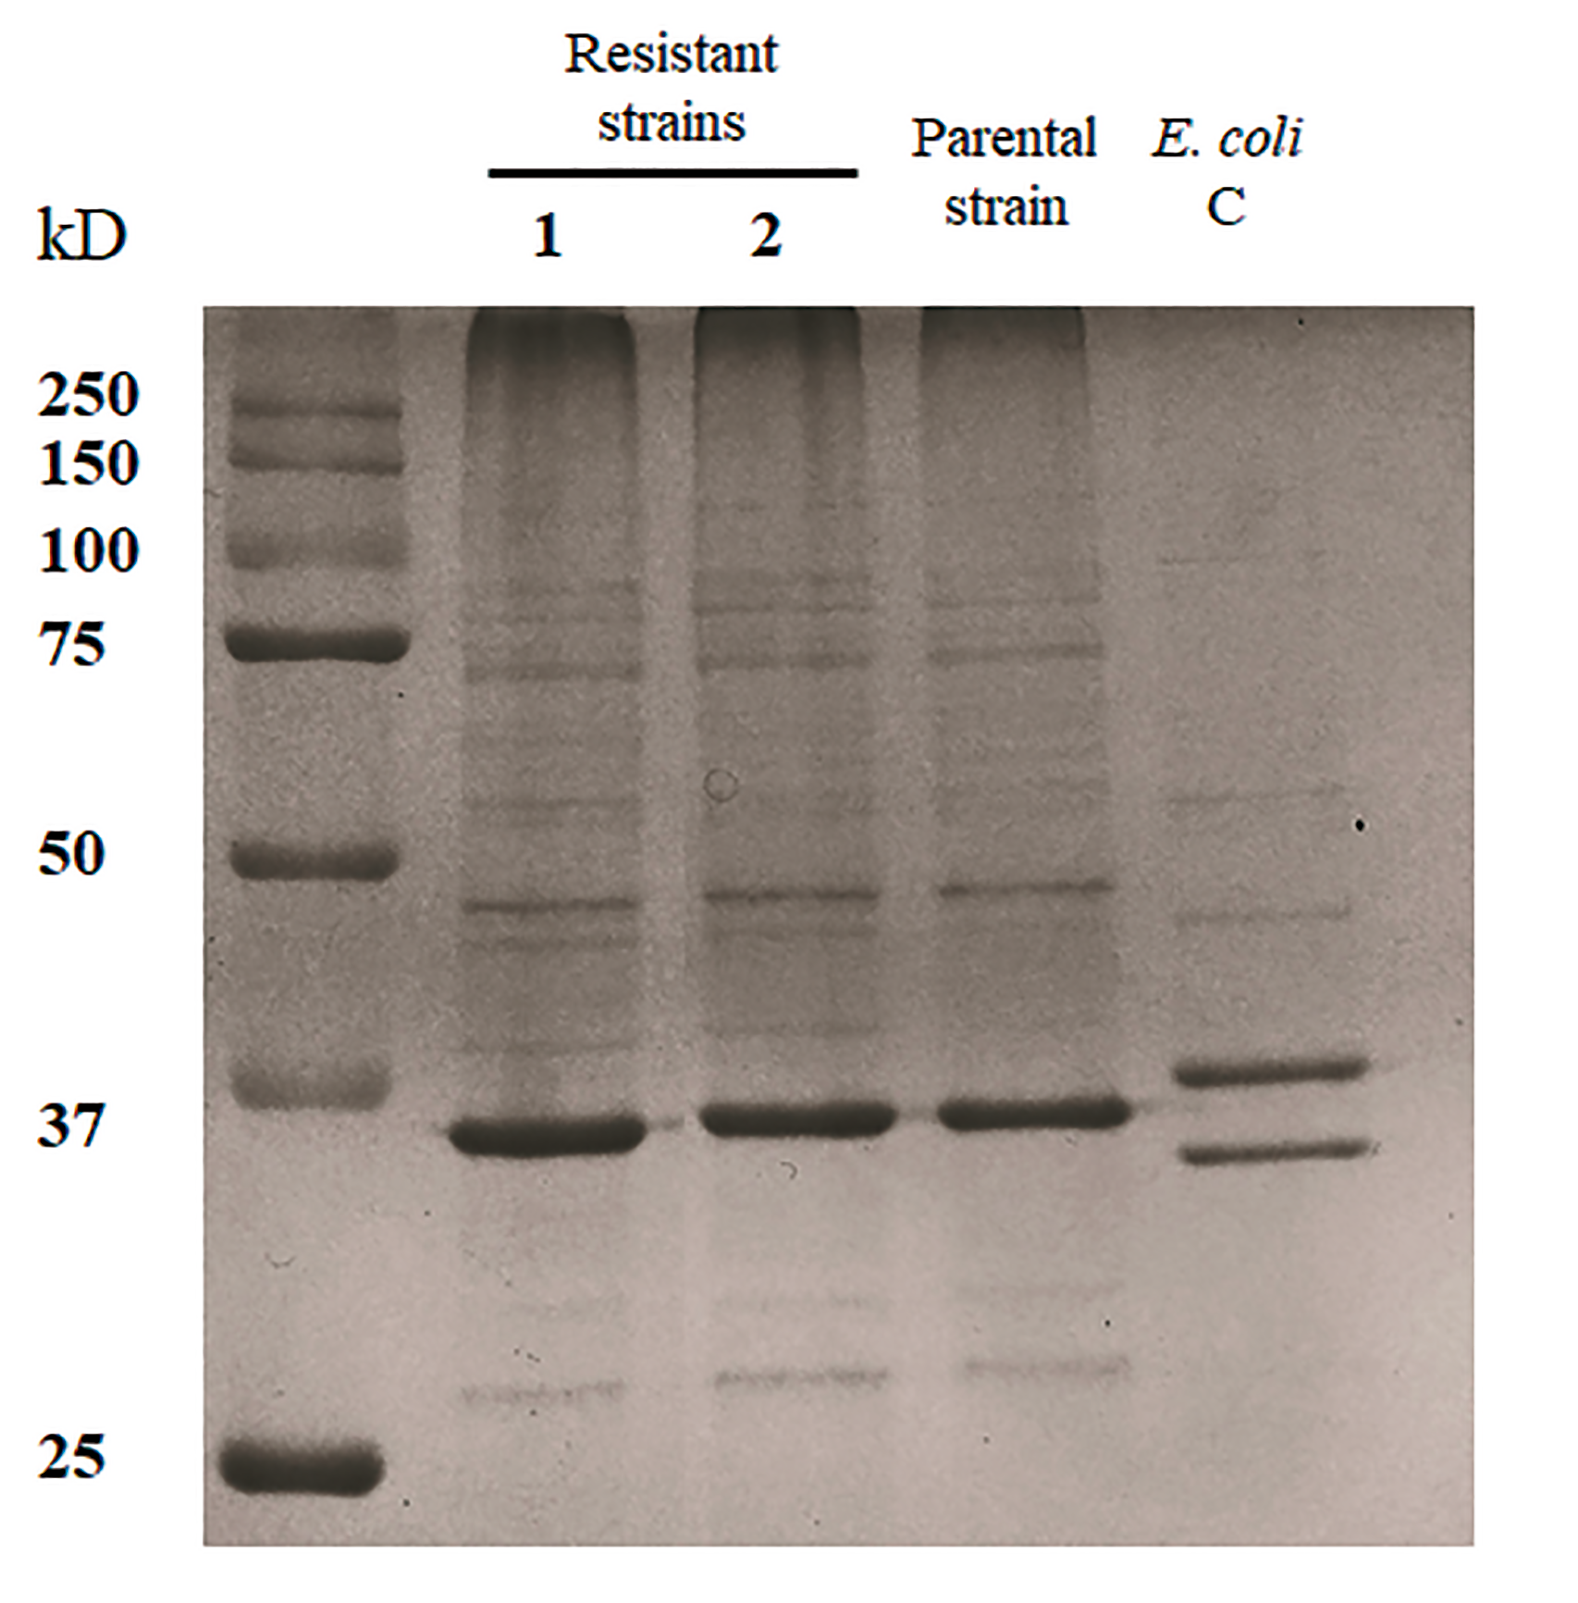 Resistant
strains
Parental
strain
E. coli
C
kD
1
2
250
150
100
75
50
37
25